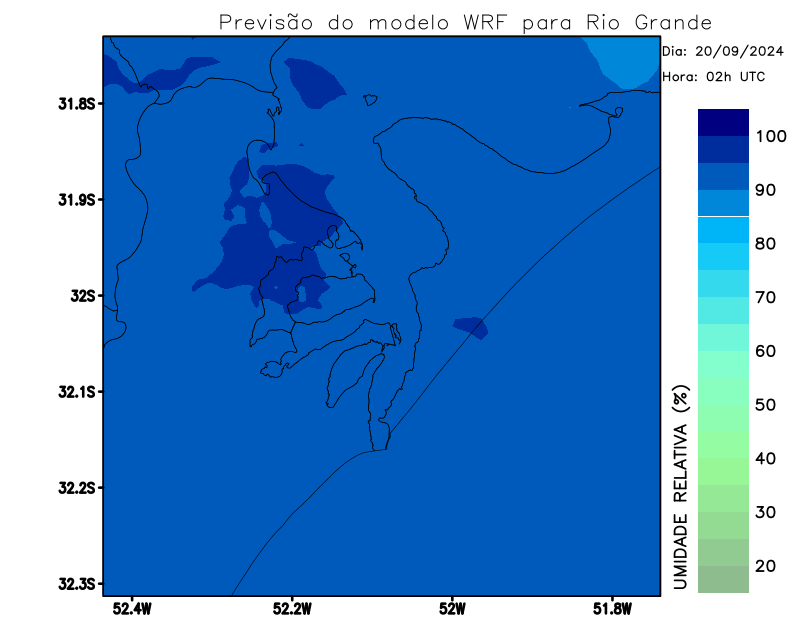 Previsão do modelo WRF para Rio Grande
Dia: 20/09/2024
Hora: 02h UTC
31.8S
31.9S
32S
32.1S
32.2S
32.3S
52.4W
52.2W
52W
51.8W
100
90
80
70
60
50
40
30
20
UMIDADE RELATIVA (%)